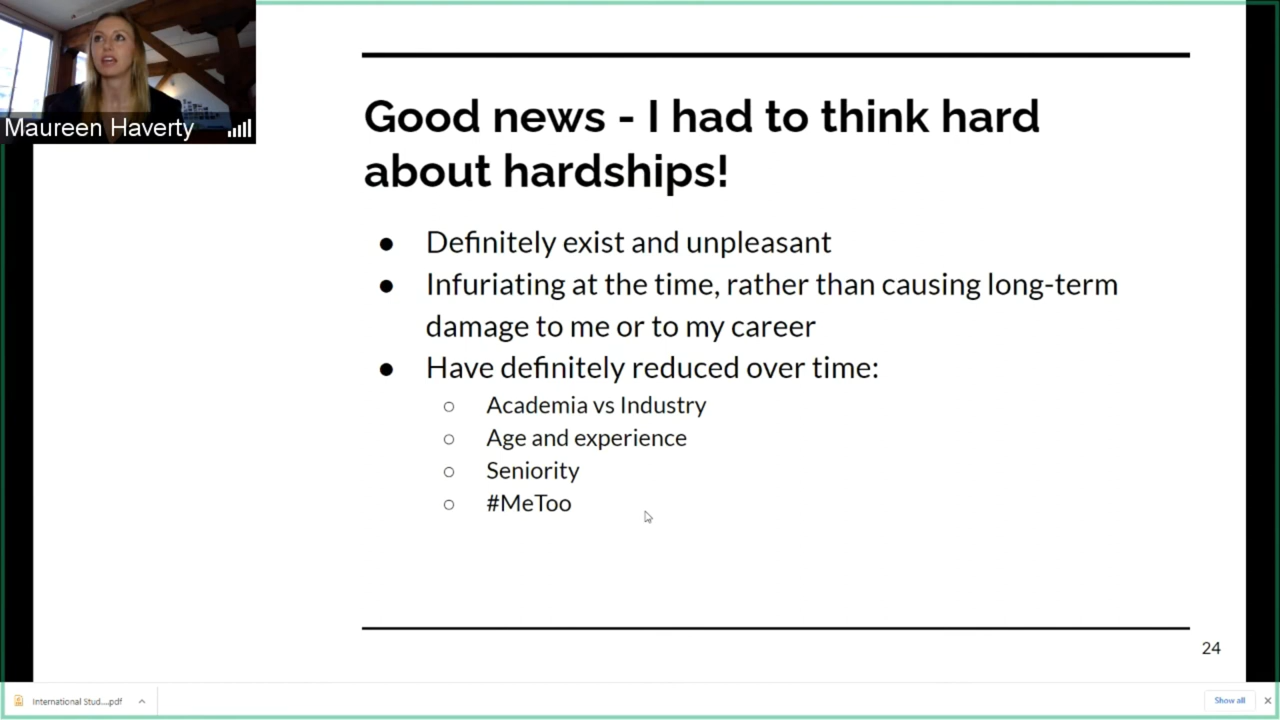 Maureen Haverty
Good news - I had to think hard
about hardships!
● Definitely exist and unpleasant
● Infuriating at the time, rather than causing long-term
damage to me or to my career
● Have definitely reduced over time:
○ Academia vs Industry
○ Age and experience
○ Seniority
○ #MeToo
24
International Stud....pdf
Show all